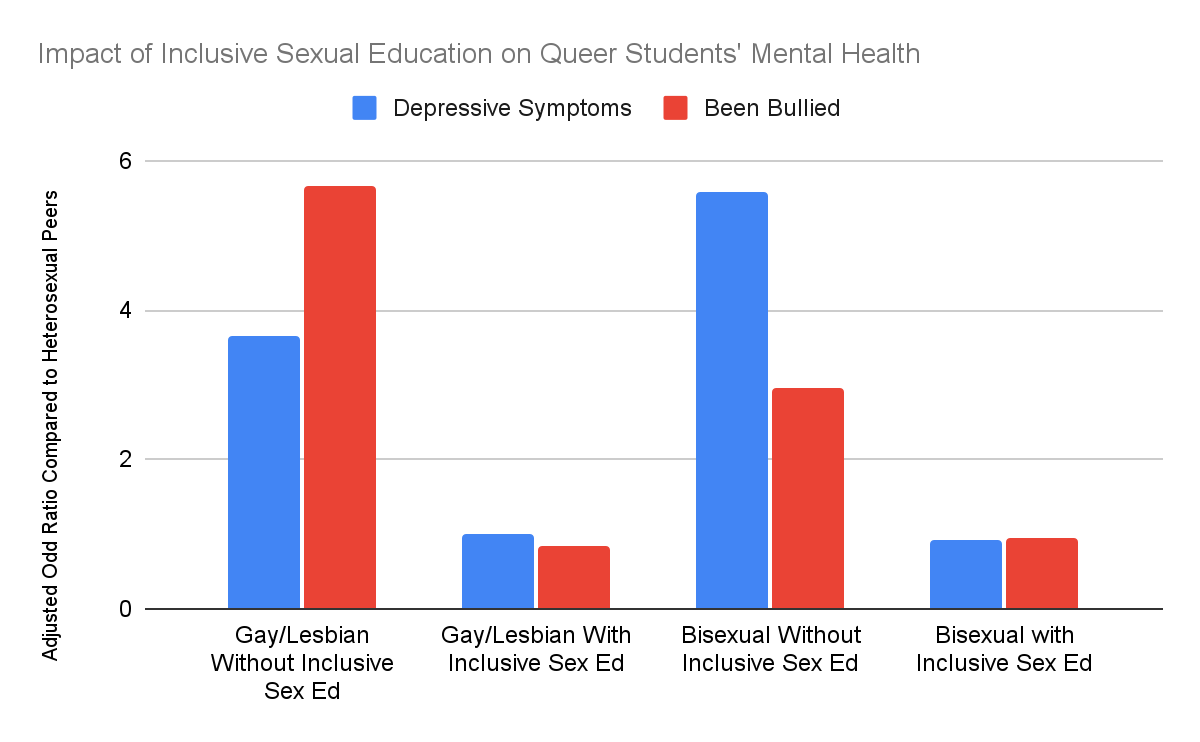 Impact of Inclusive Sexual Education on Queer Students' Mental Health
Depressive Symptoms
Been Bullied
Adjusted Odd Ratio Compared to Heterosexual Peers
6
4
2
0
Gay/Lesbian
Without Inclusive
Sex Ed
Gay/Lesbian With
Inclusive Sex Ed
Bisexual Without
Inclusive Sex Ed
Bisexual with
Inclusive Sex Ed